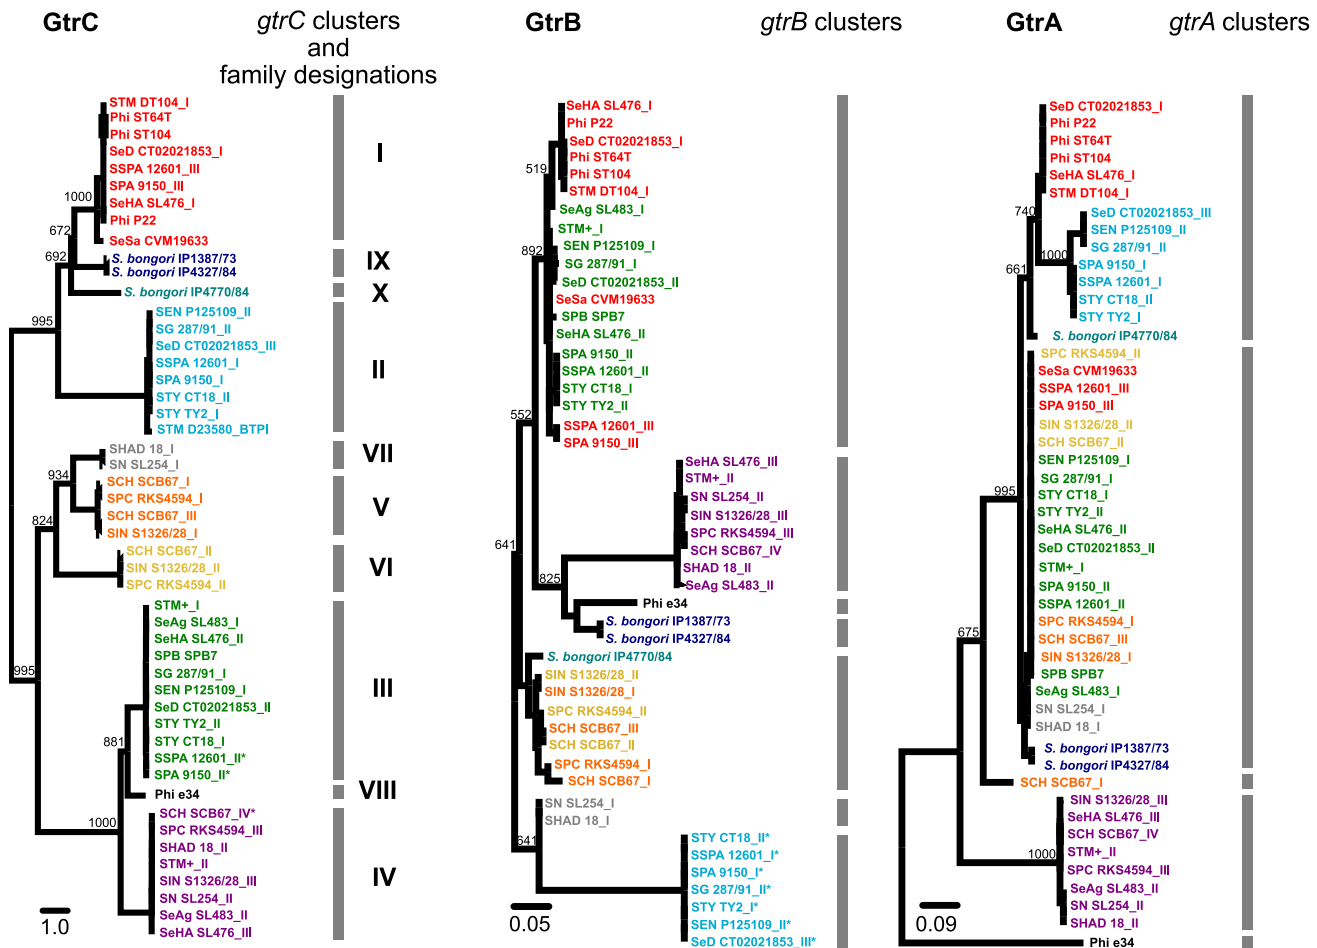 GtrC
gtrC clusters
and
family designations
STM DT104_I
Phi ST64T
Phi ST104
SeD CT02021853_I
SSPA 12601_III
SPA 9150_III
SeHA SL476_I
Phi P22
SeSa CVM19633
S. bongori IP1387/73
S. bongori IP4327/84
S. bongori IP4770/84
SEN P125109_II
SG 287/91_II
SeD CT02021853_III
SSPA 12601_I
SPA 9150_I
STY CT18_II
STY TY2_I
STM D23580_BTPI
SHAD 18_I
SN SL254_I
SCH SCB67_I
SPC RKS4594_I
SCH SCB67_III
SIN S1326/28_I
SCH SCB67_II
SIN S1326/28_II
SPC RKS4594_II
STM+_I
SeAg SL483_I
SeHA SL476_II
SPB SPB7
SG 287/91_I
SEN P125109_I
SeD CT02021853_II
STY TY2_II
STY CT18_I
SSPA 12601_II*
SPA 9150_II*
Phi e34
SCH SCB67_IV*
SPC RKS4594_III
SHAD 18_II
STM+_II
SIN S1326/28_III
SN SL254_II
SeAg SL483_II
SeHA SL476_III
1000
672
692
995
934
824
995
881
1000
1.0
I
IX
X
II
VII
V
VI
III
VIII
IV
GtrB
gtrB clusters
SeHA SL476_I
Phi P22
SeD CT02021853_I
Phi ST64T
Phi ST104
STM DT104_I
SeAg SL483_I
STM+_I
SEN P125109_I
SG 287/91_I
SeD CT02021853_II
SeSa CVM19633
SPB SPB7
SeHA SL476_II
SPA 9150_II
SSPA 12601_II
STY CT18_I
STY TY2_II
SSPA 12601_III
SPA 9150_III
SeHA SL476_III
STM+_II
SN SL254_II
SIN S1326/28_III
SPC RKS4594_III
SCH SCB67_IV
SHAD 18_II
SeAg SL483_II
Phi e34
S. bongori IP1387/73
S. bongori IP4327/84
S. bongori IP4770/84
SIN S1326/28_II
SIN S1326/28_I
SPC RKS4594_II
SCH SCB67_III
SCH SCB67_II
SPC RKS4594_I
SCH SCB67_I
SN SL254_I
SHAD 18_I
STY CT18_II*
SSPA 12601_I*
SPA 9150_I*
SG 287/91_II*
STY TY2_I*
SEN P125109_II*
SeD CT02021853_III*
519
892
552
641
825
641
0.05
GtrA
gtrA clusters
SeD CT02021853_I
Phi P22
Phi ST64T
Phi ST104
SeHA SL476_I
STM DT104_I
SeD CT02021853_III
SEN P125109_II
SG 287/91_II
SPA 9150_I
SSPA 12601_I
STY CT18_II
STY TY2_I
S. bongori IP4770/84
SPC RKS4594_II
SeSa CVM19633
SSPA 12601_III
SPA 9150_III
SIN S1326/28_II
SCH SCB67_II
SEN P125109_I
SG 287/91_I
STY CT18_I
STY TY2_II
SeHA SL476_II
SeD CT02021853_II
STM+_I
SPA 9150_II
SSPA 12601_II
SPC RKS4594_I
SCH SCB67_III
SIN S1326/28_I
SPB SPB7
SeAg SL483_I
SN SL254_I
SHAD 18_I
S. bongori IP1387/73
S. bongori IP4327/84
SCH SCB67_I
SIN S1326/28_III
SeHA SL476_III
SCH SCB67_IV
STM+_II
SPC RKS4594_III
SeAg SL483_II
SN SL254_II
SHAD 18_II
Phi e34
740
1000
661
995
675
1000
0.09